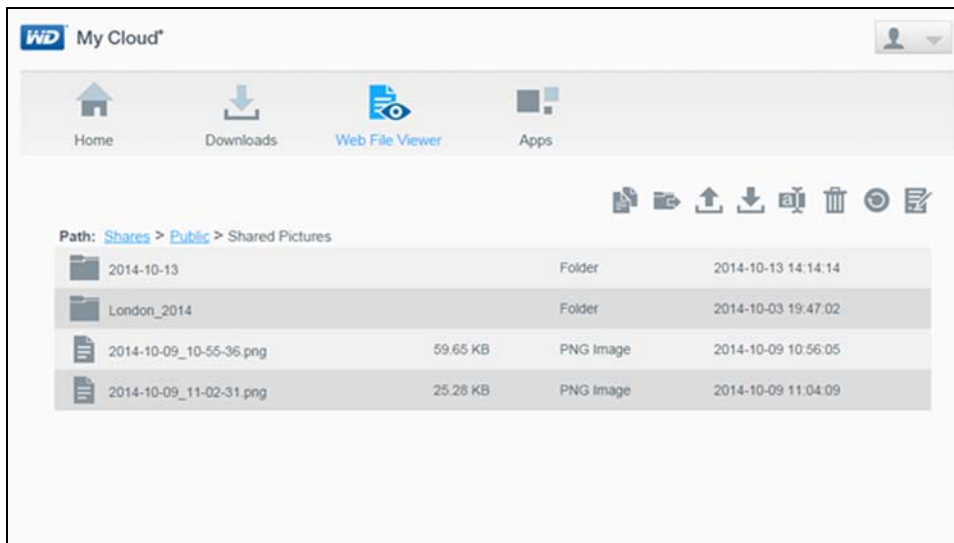 WD My Cloud*
Home Downloads Web File Viewer Apps
Path: Shares > Public > Shared Pictures
2014-10-13 Folder 2014-10-13 14:14:14
London_2014 Folder 2014-10-03 19:47:02
2014-10-09_10-55-36.png 59.65 KB PNG Image 2014-10-09 10:56:05
2014-10-09_11-02-31.png 25.28 KB PNG Image 2014-10-09 11:04:09